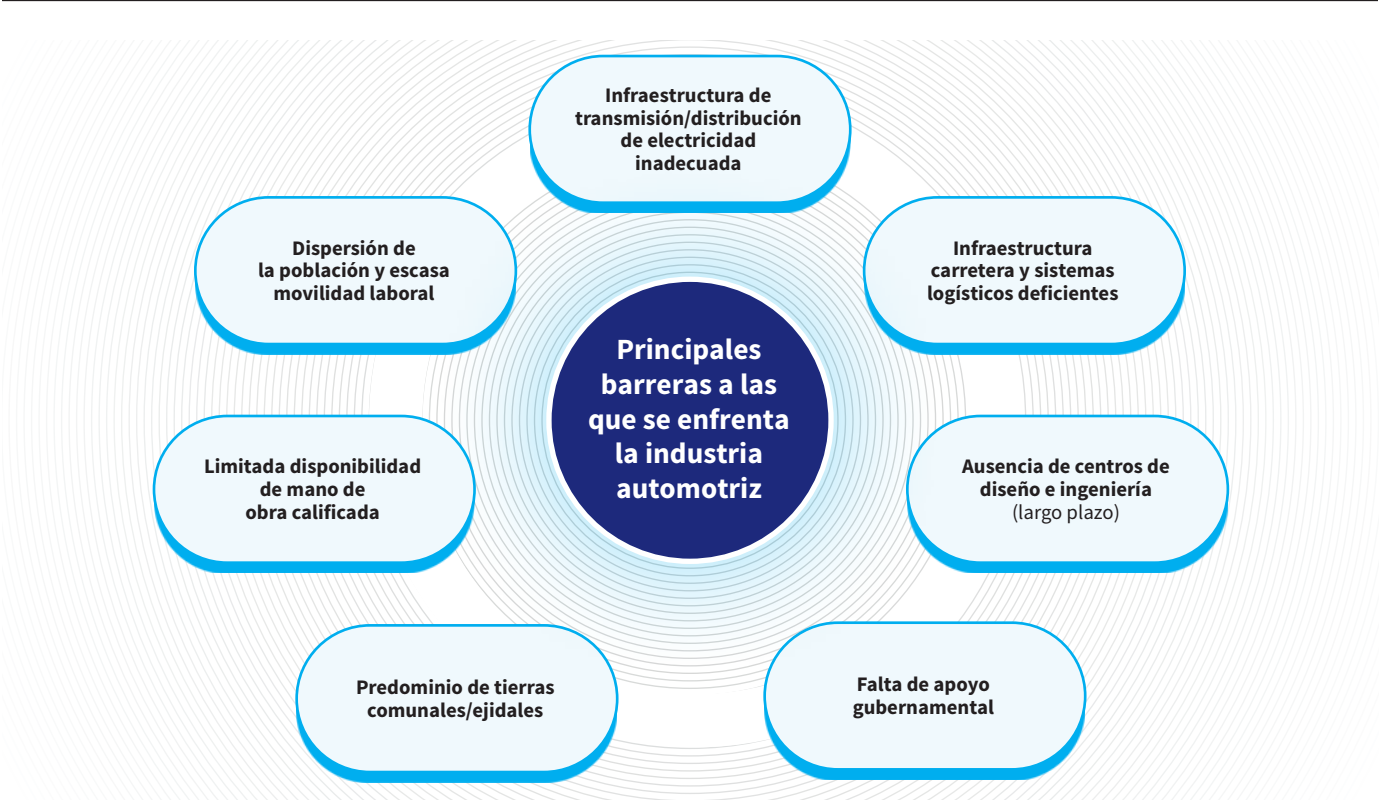 Infraestructura de
transmisión/distribución
de electricidad
inadecuada
Dispersión de
la población y escasa
movilidad laboral
Infraestructura
carretera y sistemas
logísticos deficientes
Principales
barreras a las
que se enfrenta
la industria
automotriz
Limitada disponibilidad
de mano de
obra calificada
Ausencia de centros de
diseño e ingeniería
(largo plazo)
Predominio de tierras
comunales/ejidales
Falta de apoyo
gubernamental